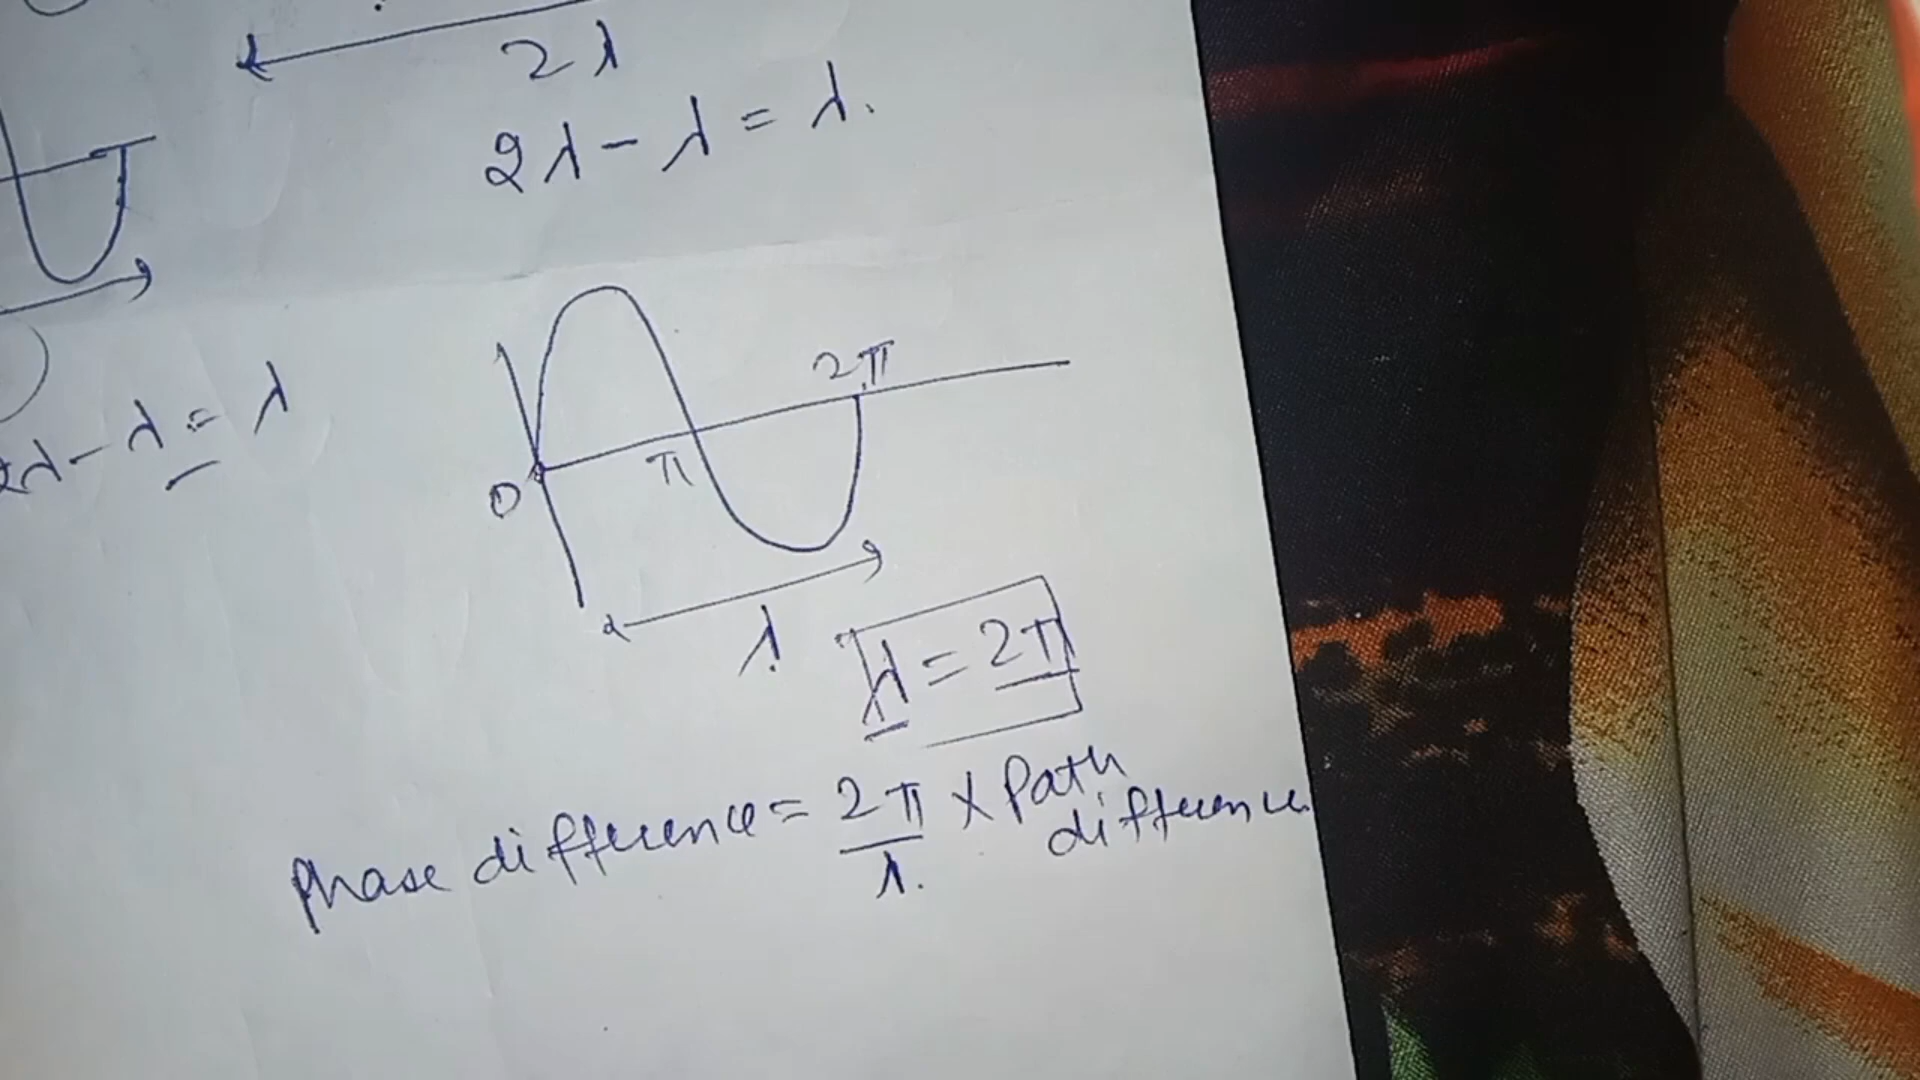 2λ
2λ - λ = λ.
2λ - λ = λ
2π
0
π
λ
λ = 2π
Phase difference = 2π/λ. × Path difference